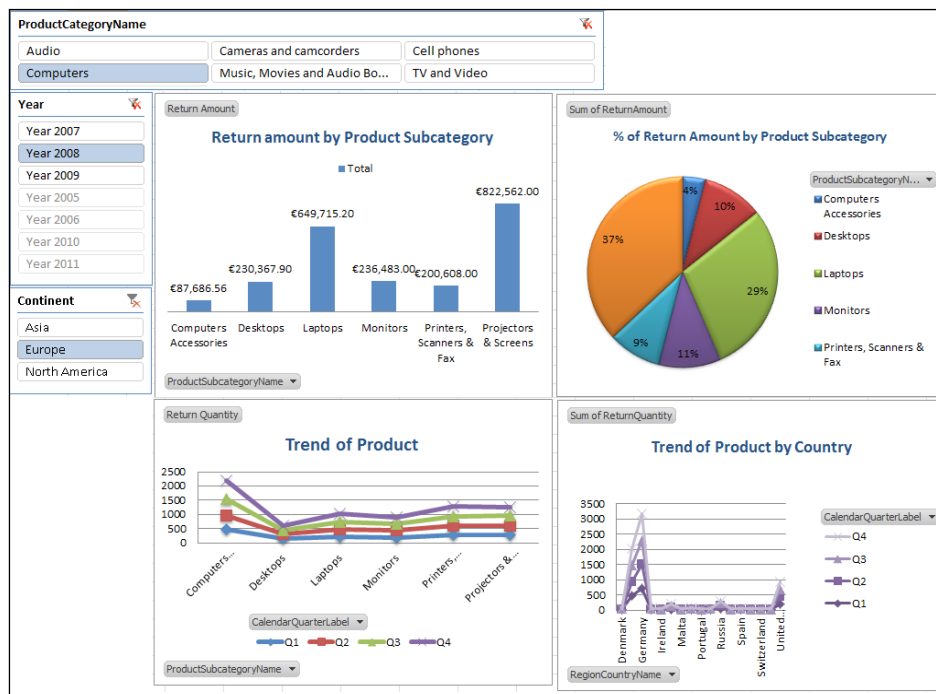 ProductCategoryName
Audio
Cameras and camcorders
Cell phones
Computers
Music, Movies and Audio Bo...
TV and Video
Year
Year 2007
Year 2008
Year 2009
Year 2005
Year 2006
Year 2010
Year 2011
Continent
Asia
Europe
North America
Return Amount
Return amount by Product Subcategory
Total
€87,686.56
€230,367.90
€649,715.20
€236,483.00
€200,608.00
€822,562.00
Computers
Accessories
Desktops
Laptops
Monitors
Printers,
Scanners &
Fax
Projectors
& Screens
ProductSubcategoryName
Sum of ReturnAmount
% of Return Amount by Product Subcategory
4%
10%
29%
11%
9%
37%
ProductSubcategoryN...
Computers
Accessories
Desktops
Laptops
Monitors
Printers, Scanners &
Fax
Return Quantity
Trend of Product
2500
2000
1500
1000
500
0
Computers...
Desktops
Laptops
Monitors
Printers,...
Projectors &...
CalendarQuarterLabel
Q1 Q2 Q3 Q4
ProductSubcategoryName
Sum of ReturnQuantity
Trend of Product by Country
3500
3000
2500
2000
1500
1000
500
0
Denmark
Germany
Ireland
Malta
Portugal
Russia
Spain
Switzerland
United...
CalendarQuarterLabel
Q4
Q3
Q2
Q1
RegionCountryName